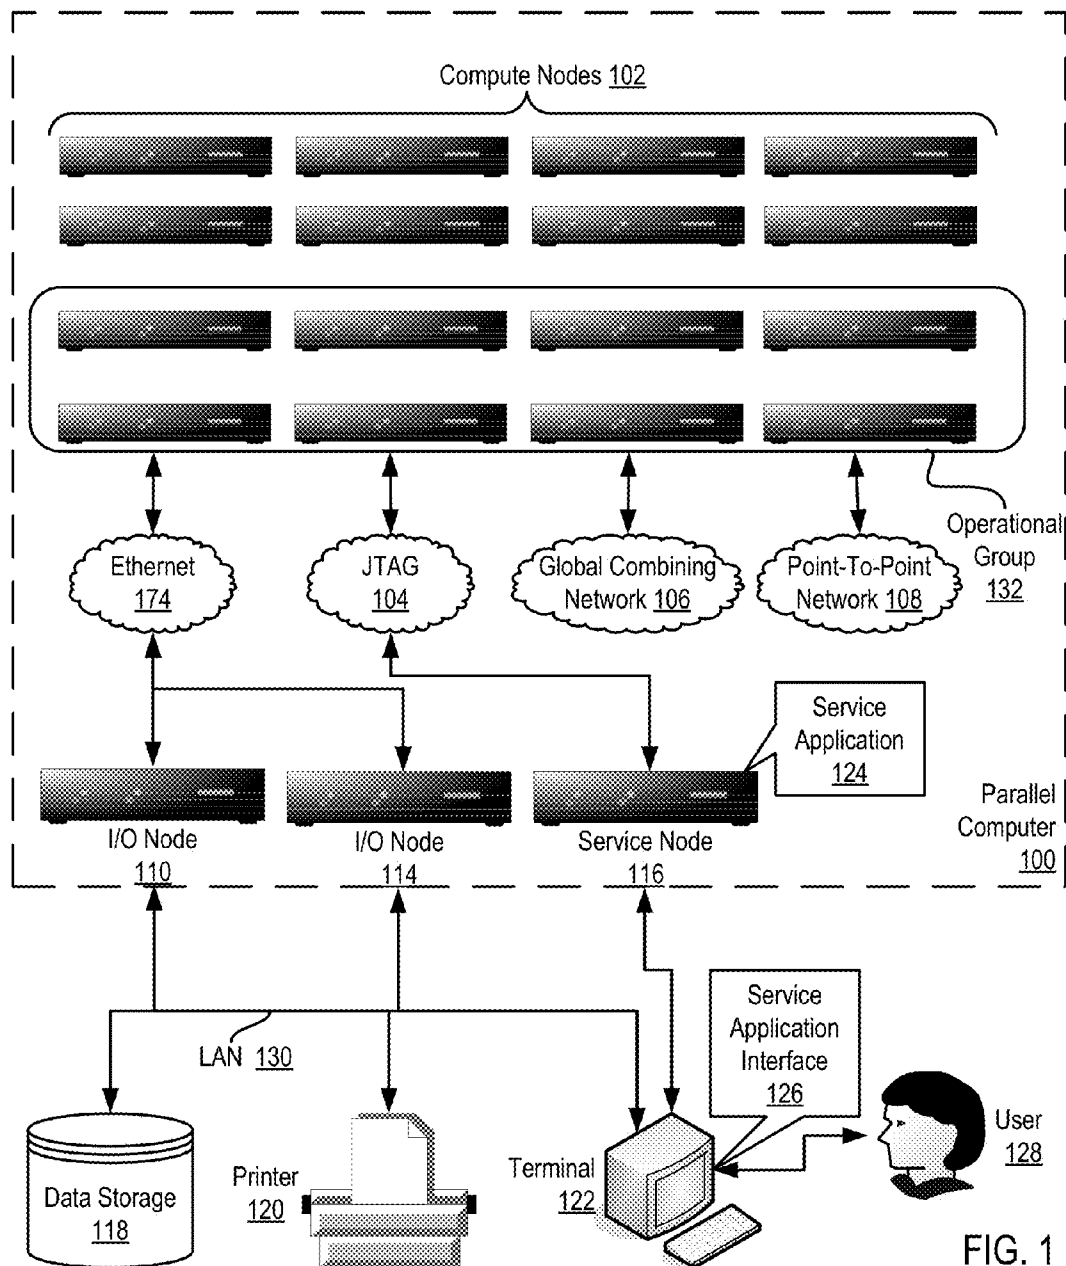 Compute Nodes 102
Operational
Group
132
Ethernet
174
JTAG
104
Global Combining
Network 106
Point-To-Point
Network 108
Service
Application
124
Parallel
Computer
100
I/O Node
110
I/O Node
114
Service Node
116
LAN 130
Service
Application
Interface
126
User
128
Data Storage
118
Printer
120
Terminal
122
FIG. 1